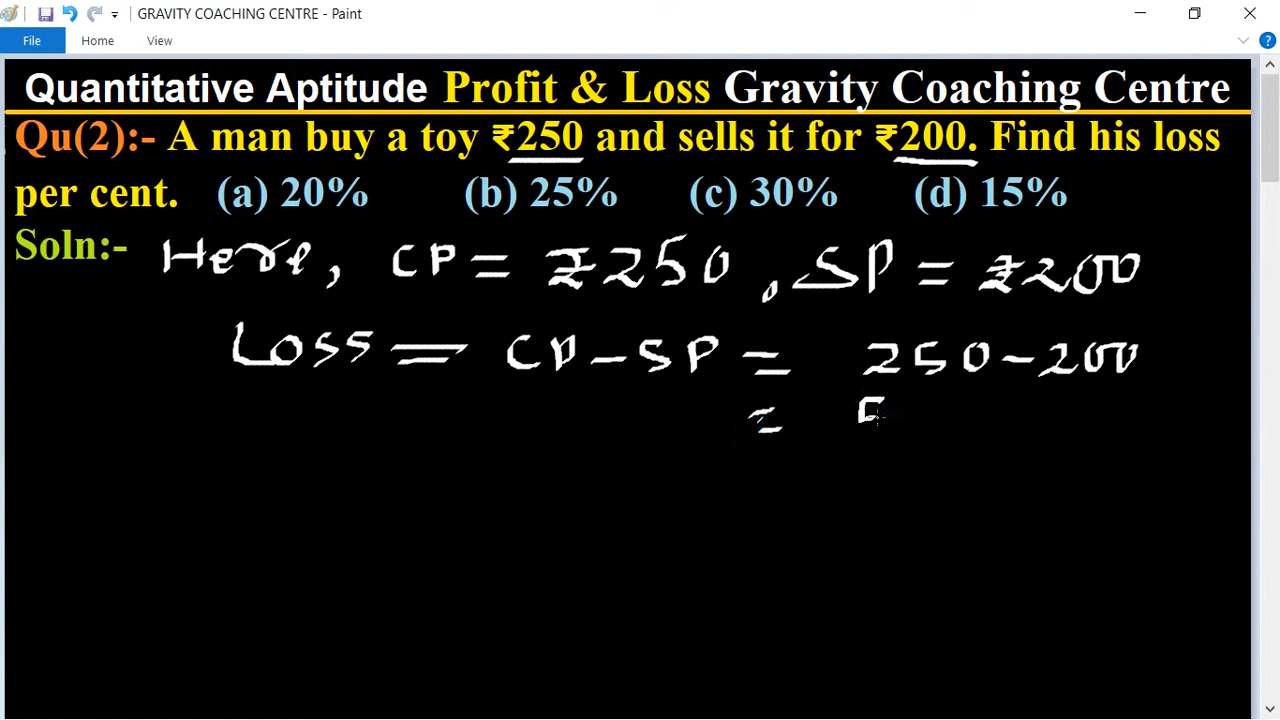 GRAVITY COACHING CENTRE - Paint
File Home View
Quantitative Aptitude Profit & Loss Gravity Coaching Centre
Qu(2):- A man buy a toy ₹250 and sells it for ₹200. Find his loss
per cent. (a) 20% (b) 25% (c) 30% (d) 15%
Soln:- Here, CP = ₹250, SP = ₹200
Loss = CP - SP = 250 - 200
= 5